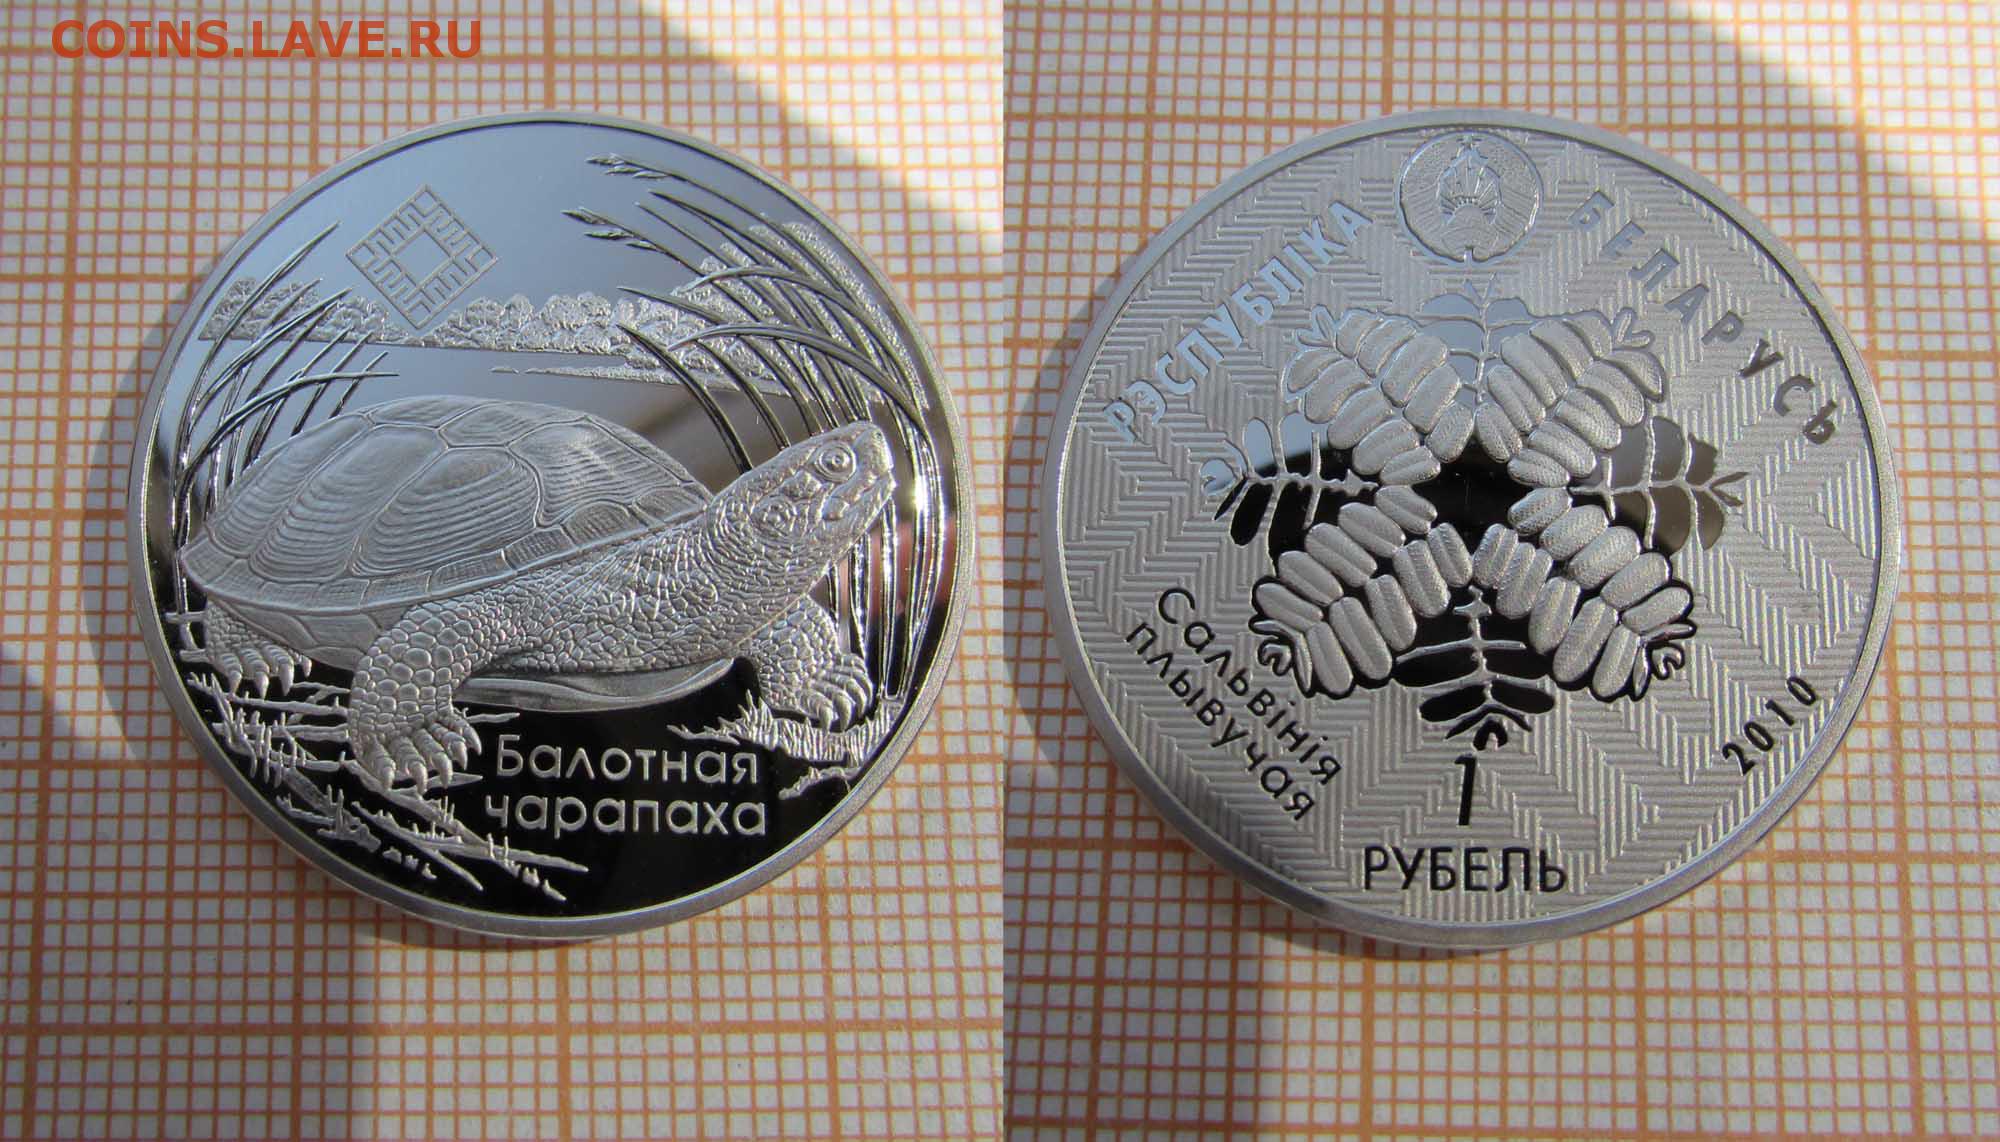 COINS.LAVE.RU
Балотная
чарапаха
РЭСПУБЛІКА БЕЛАРУСЬ
Сальвінія
плывучая
2010
1
РУБЕЛЬ